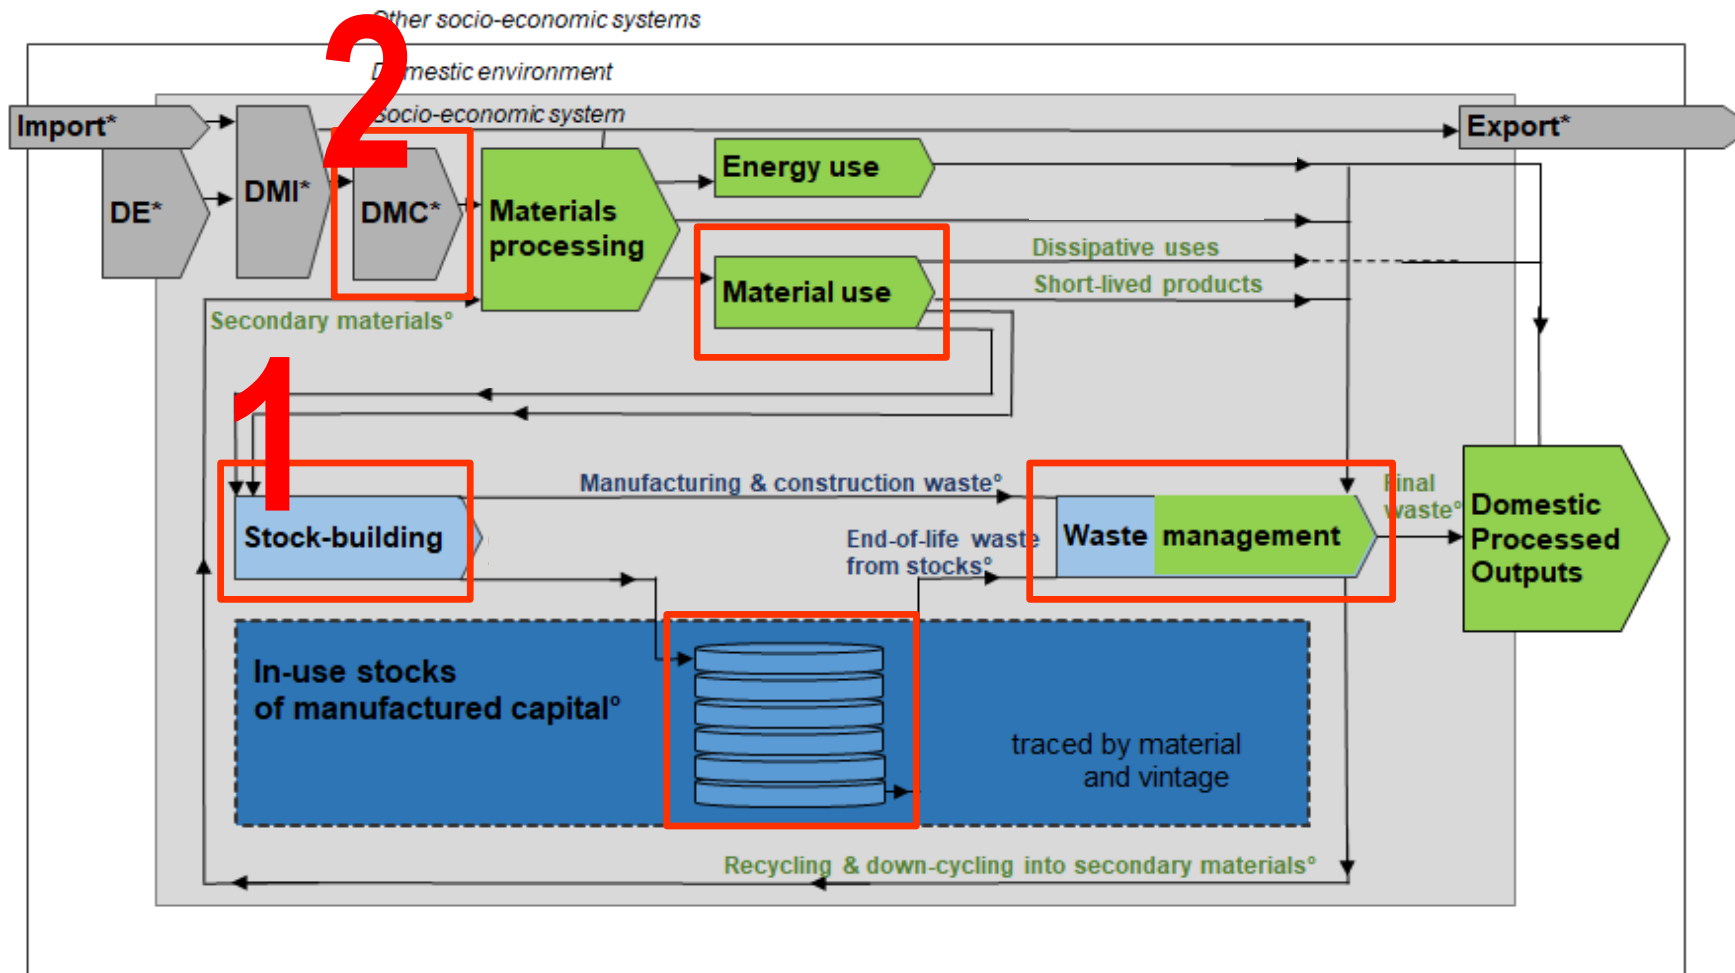 Other socio-economic systems
2
Domestic environment
Socio-economic system
Import*
Export*
DE*
DMI*
DMC*
Materials
processing
Energy use
Material use
Dissipative uses
Short-lived products
Secondary materials°
1
Stock-building
Manufacturing & construction waste°
End-of-life waste
from stocks°
Waste management
Final
waste°
Domestic
Processed
Outputs
In-use stocks
of manufactured capital°
traced by material
and vintage
Recycling & down-cycling into secondary materials°